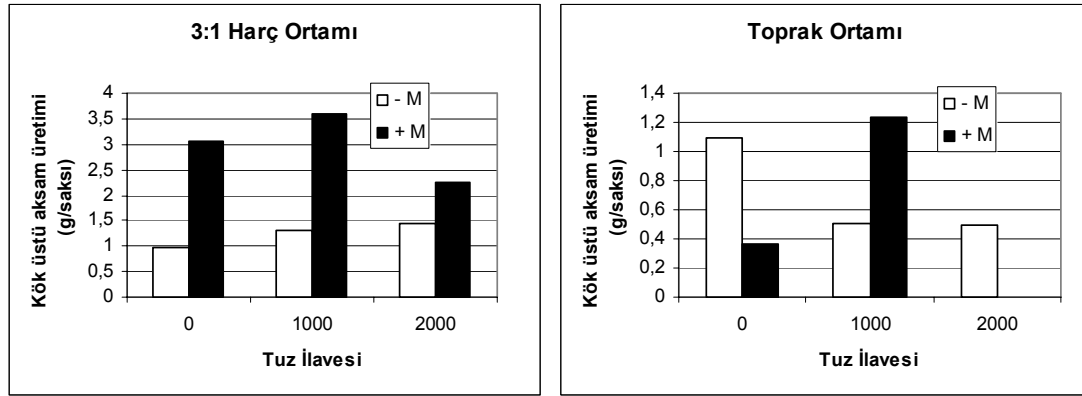 3:1 Harç Ortamı
Kök üstü aksam üretimi
(g/saksı)
4
3,5
3
2,5
2
1,5
1
0,5
0
- M
+ M
0 1000 2000
Tuz İlavesi
Toprak Ortamı
Kök üstü aksam üretimi
(g/saksı)
1,4
1,2
1
0,8
0,6
0,4
0,2
0
- M
+ M
0 1000 2000
Tuz İlavesi